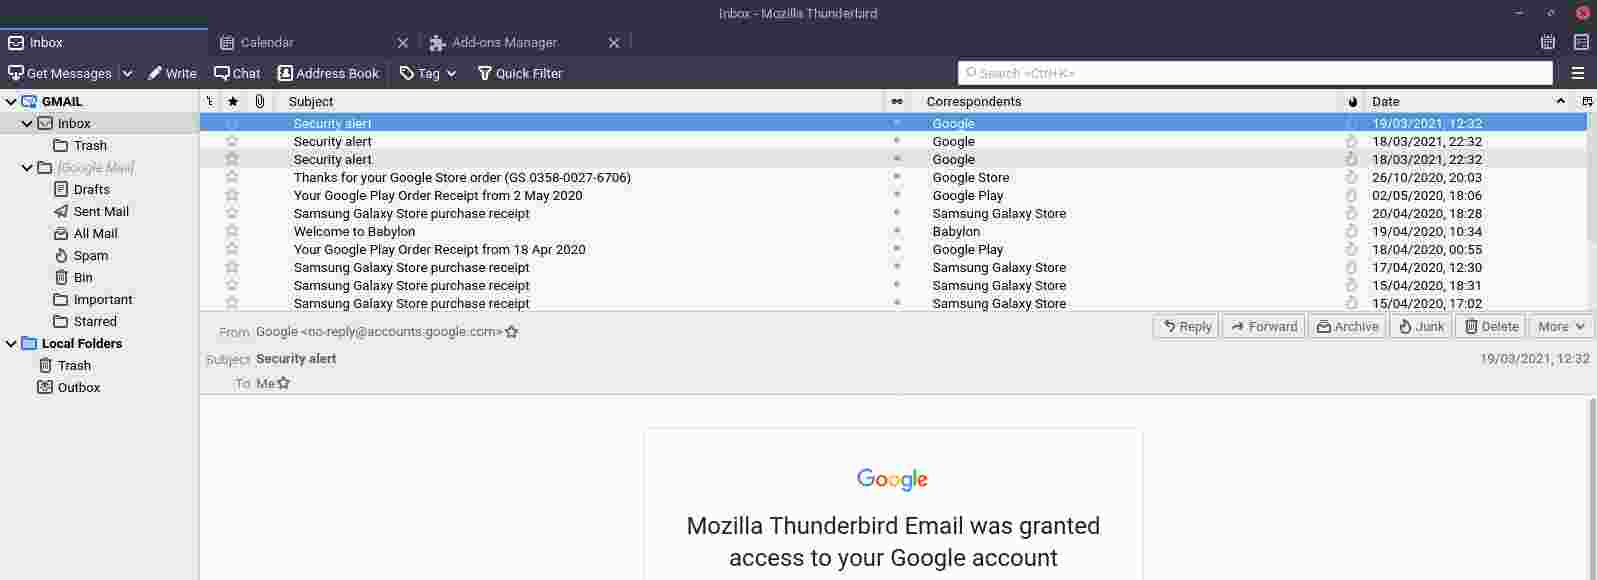 Inbox - Mozilla Thunderbird
Inbox Calendar Add-ons Manager
Get Messages Write Chat Address Book Tag Quick Filter Search <Ctrl+K>
GMAIL
Inbox
Trash
[Google Mail]
Drafts
Sent Mail
All Mail
Spam
Bin
Important
Starred
Local Folders
Trash
Outbox
Subject Correspondents Date
Security alert Google 19/03/2021, 12:32
Security alert Google 18/03/2021, 22:32
Security alert Google 18/03/2021, 22:32
Thanks for your Google Store order (GS.0358-0027-6706) Google Store 26/10/2020, 20:03
Your Google Play Order Receipt from 2 May 2020 Google Play 02/05/2020, 18:06
Samsung Galaxy Store purchase receipt Samsung Galaxy Store 20/04/2020, 18:28
Welcome to Babylon Babylon 19/04/2020, 10:34
Your Google Play Order Receipt from 18 Apr 2020 Google Play 18/04/2020, 00:55
Samsung Galaxy Store purchase receipt Samsung Galaxy Store 17/04/2020, 12:30
Samsung Galaxy Store purchase receipt Samsung Galaxy Store 15/04/2020, 18:31
Samsung Galaxy Store purchase receipt Samsung Galaxy Store 15/04/2020, 17:02
From Google <no-reply@accounts.google.com> Reply Forward Archive Junk Delete More
Subject Security alert 19/03/2021, 12:32
To Me
Google
Mozilla Thunderbird Email was granted
access to your Google account